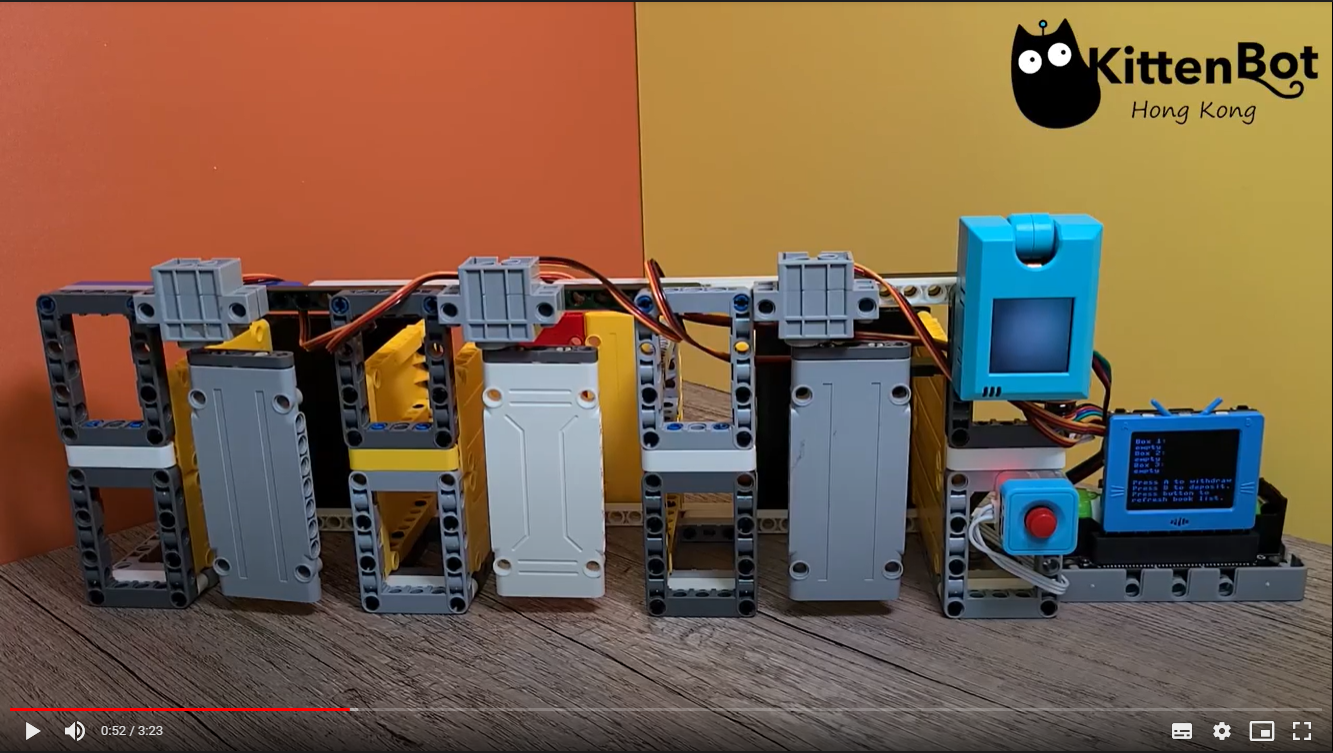 KittenBot
Hong Kong
Box 1:
empty
Box 2:
empty
Box 3:
empty
Press A to withdraw
Press B to deposit.
Press button to
refresh book list.
0:52 / 3:23